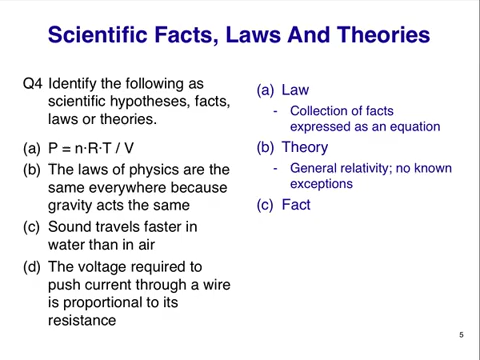 Scientific Facts, Laws And Theories
Q4 Identify the following as
scientific hypotheses, facts,
laws or theories.
(a) P = n·R·T / V
(b) The laws of physics are the
same everywhere because
gravity acts the same
(c) Sound travels faster in
water than in air
(d) The voltage required to
push current through a wire
is proportional to its
resistance
(a) Law
- Collection of facts
expressed as an equation
(b) Theory
- General relativity; no known
exceptions
(c) Fact
5